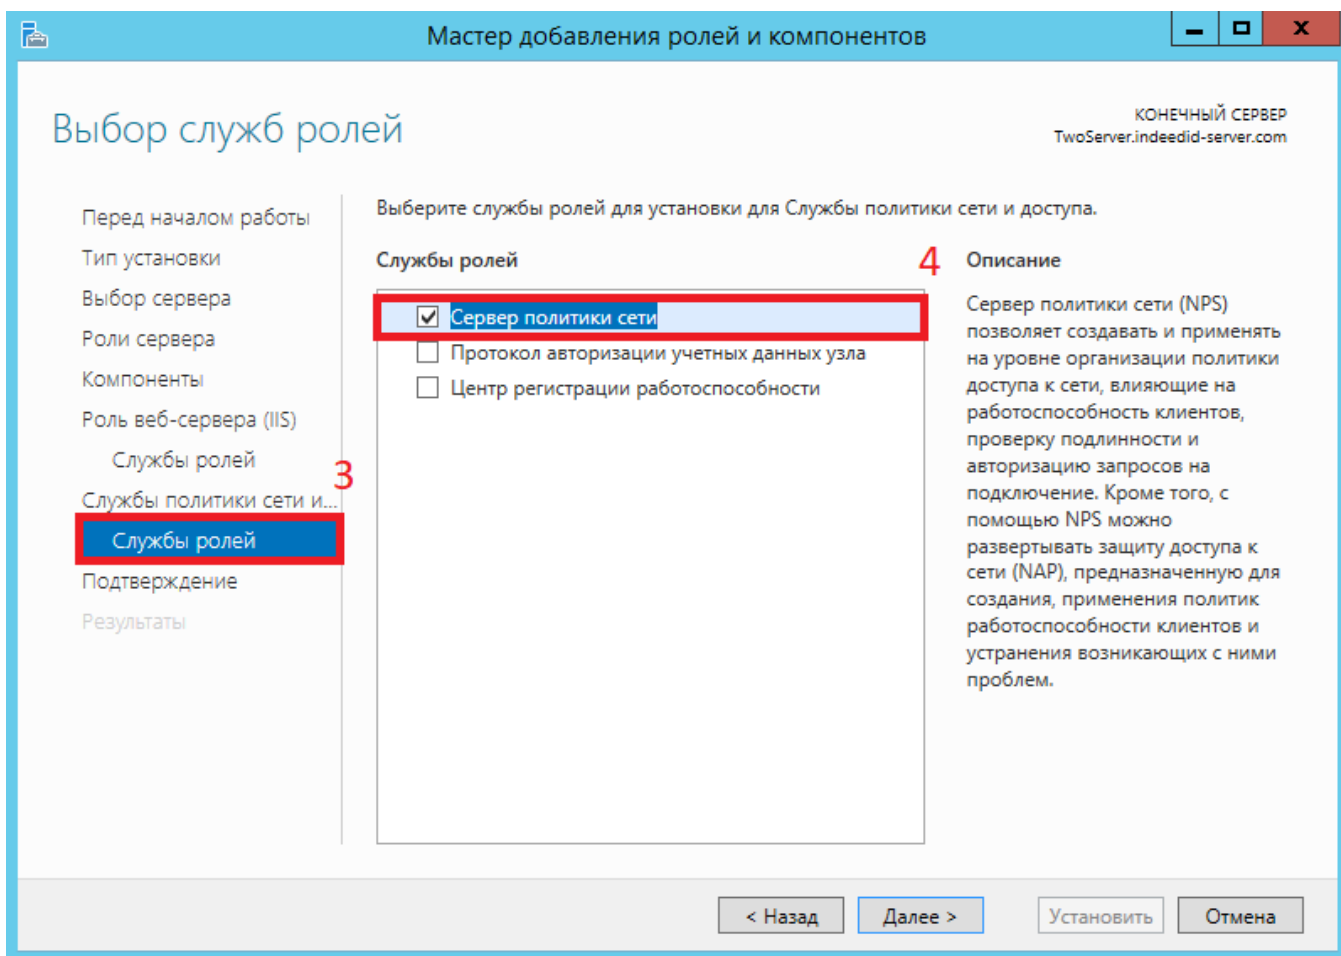 Мастер добавления ролей и компонентов
Выбор служб ролей
КОНЕЧНЫЙ СЕРВЕР
TwoServer.indeedid-server.com
Перед началом работы
Тип установки
Выбор сервера
Роли сервера
Компоненты
Роль веб-сервера (IIS)
Службы ролей
3
Службы политики сети и...
Службы ролей
Подтверждение
Результаты
Выберите службы ролей для установки для Службы политики сети и доступа.
Службы ролей
4
Сервер политики сети
Протокол авторизации учетных данных узла
Центр регистрации работоспособности
Описание
Сервер политики сети (NPS)
позволяет создавать и применять
на уровне организации политики
доступа к сети, влияющие на
работоспособность клиентов,
проверку подлинности и
авторизацию запросов на
подключение. Кроме того, с
помощью NPS можно
развертывать защиту доступа к
сети (NAP), предназначенную для
создания, применения политик
работоспособности клиентов и
устранения возникающих с ними
проблем.
< Назад
Далее >
Установить
Отмена